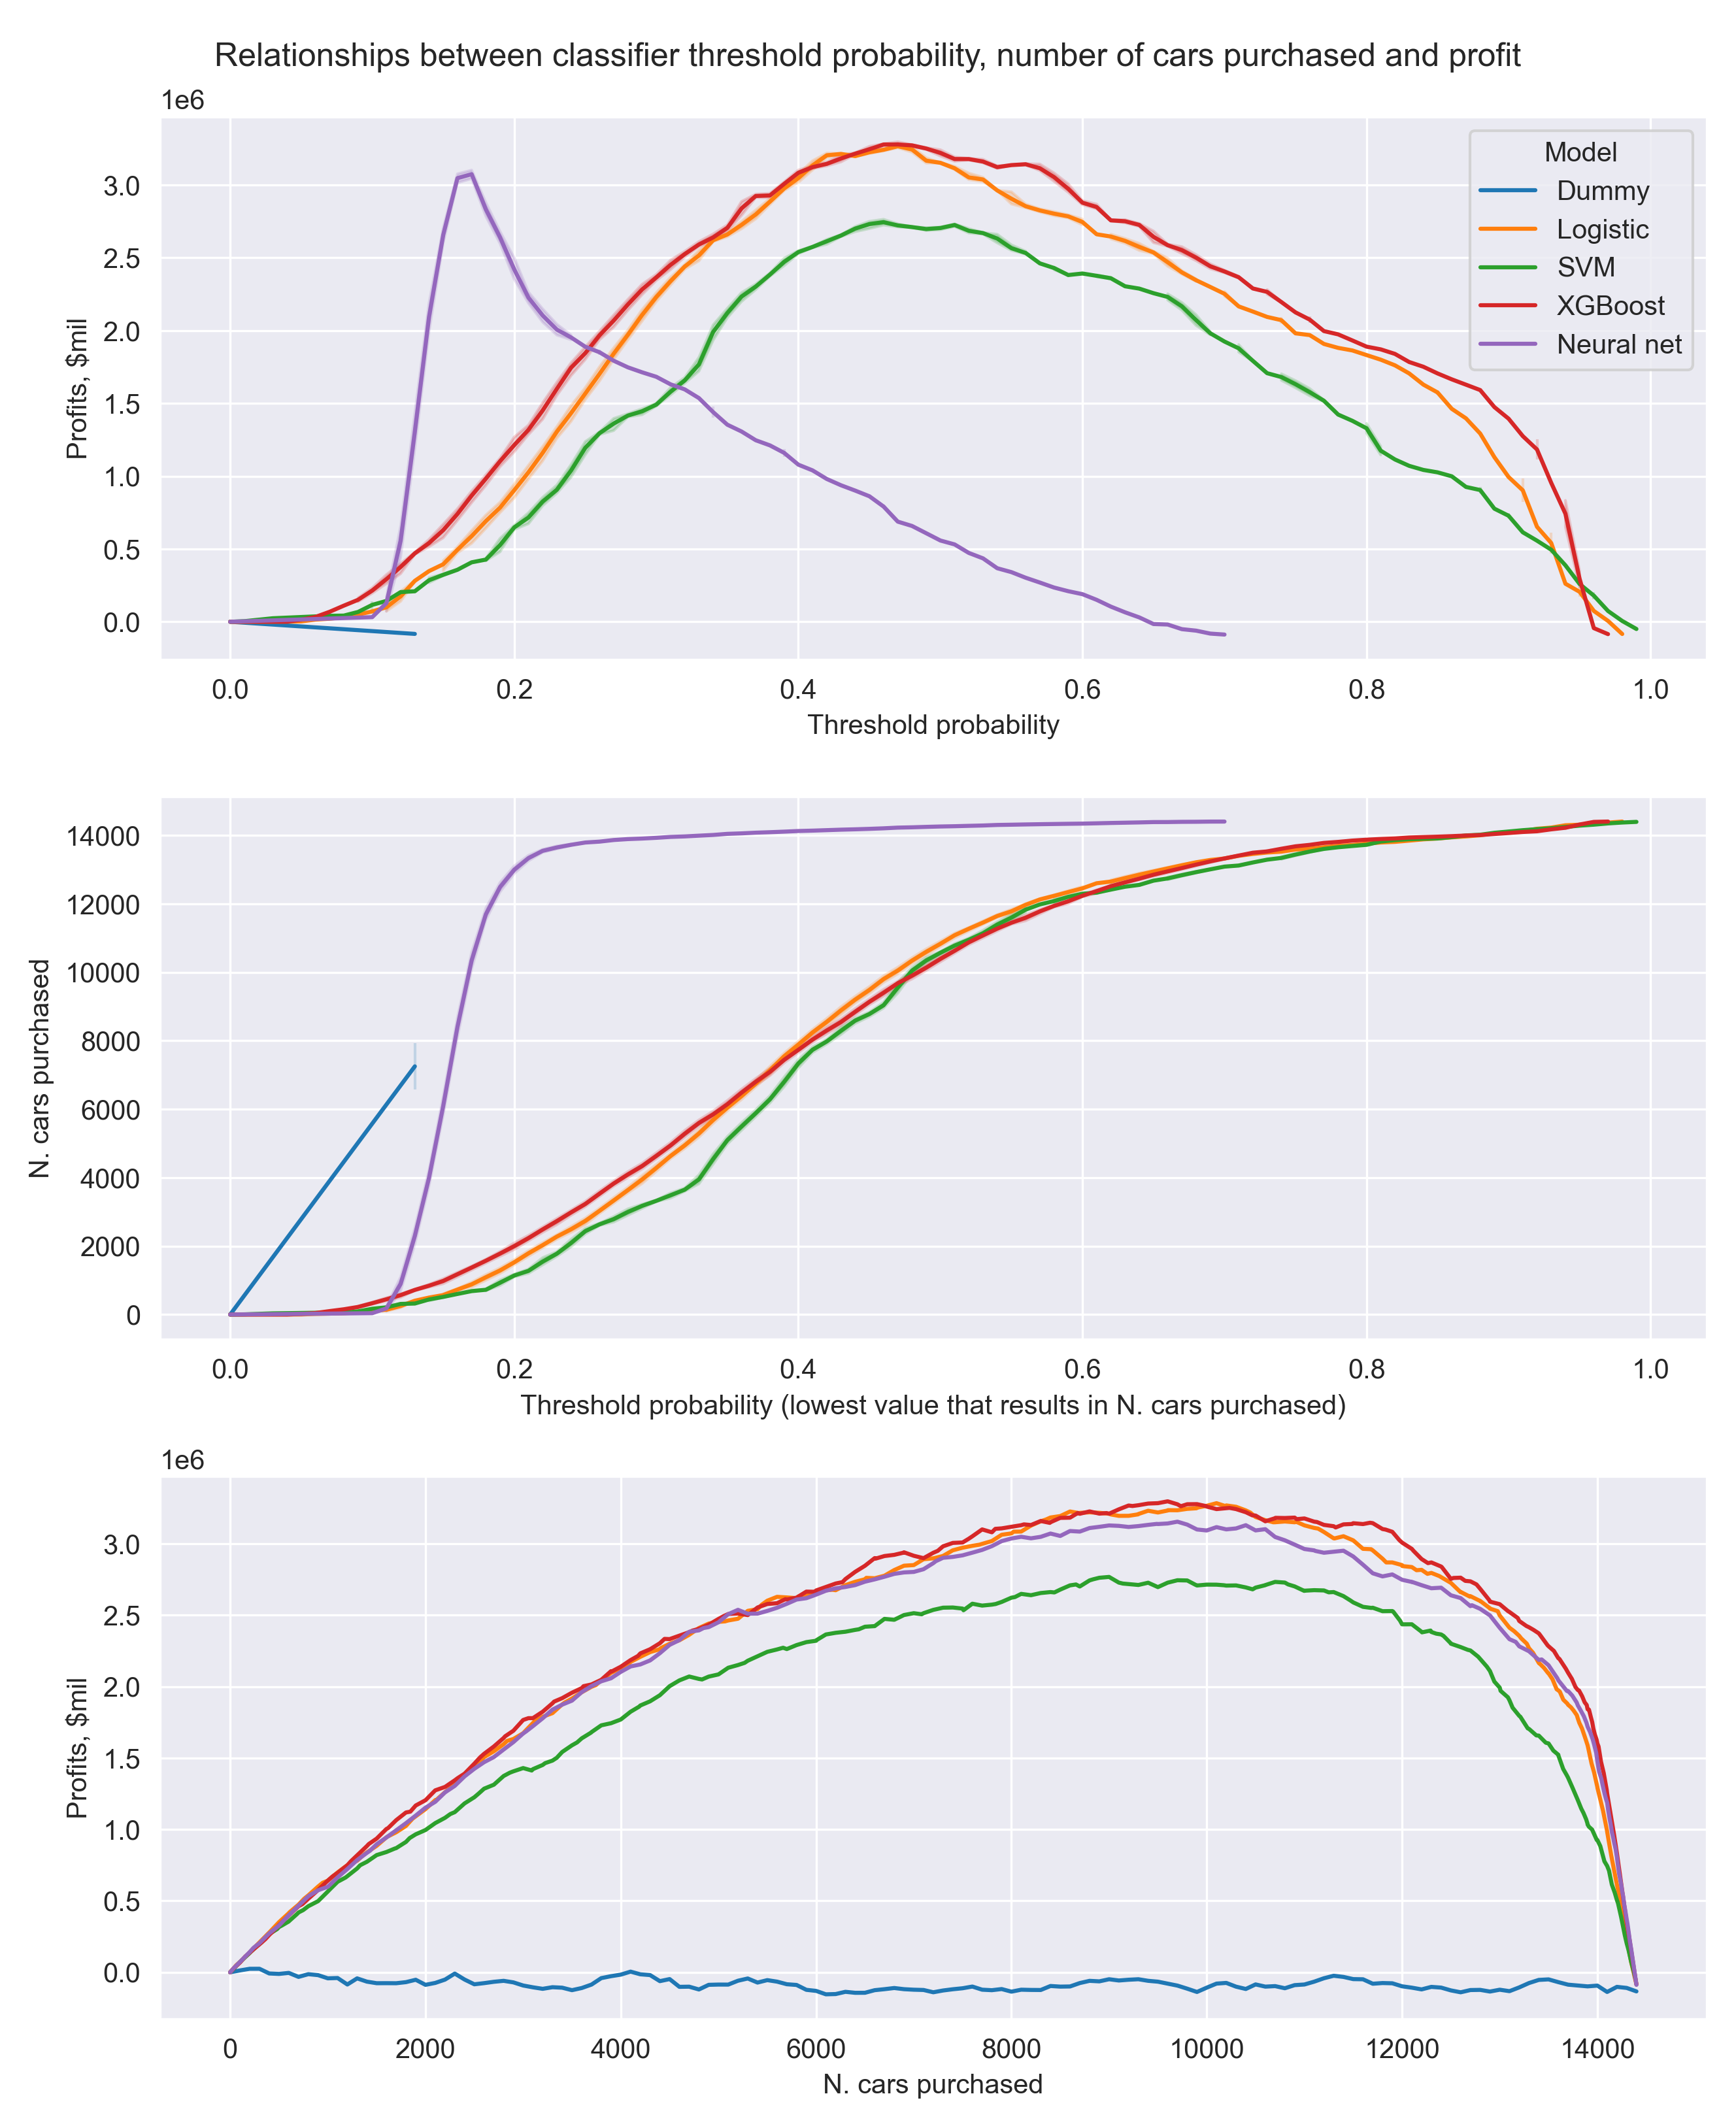 Relationships between classifier threshold probability, number of cars purchased and profit
1e6
Profits, $mil
3.0
2.5
2.0
1.5
1.0
0.5
0.0
Model
Dummy
Logistic
SVM
XGBoost
Neural net
0.0 0.2 0.4 0.6 0.8 1.0
Threshold probability
N. cars purchased
14000
12000
10000
8000
6000
4000
2000
0
0.0 0.2 0.4 0.6 0.8 1.0
Threshold probability (lowest value that results in N. cars purchased)
1e6
Profits, $mil
3.0
2.5
2.0
1.5
1.0
0.5
0.0
0 2000 4000 6000 8000 10000 12000 14000
N. cars purchased